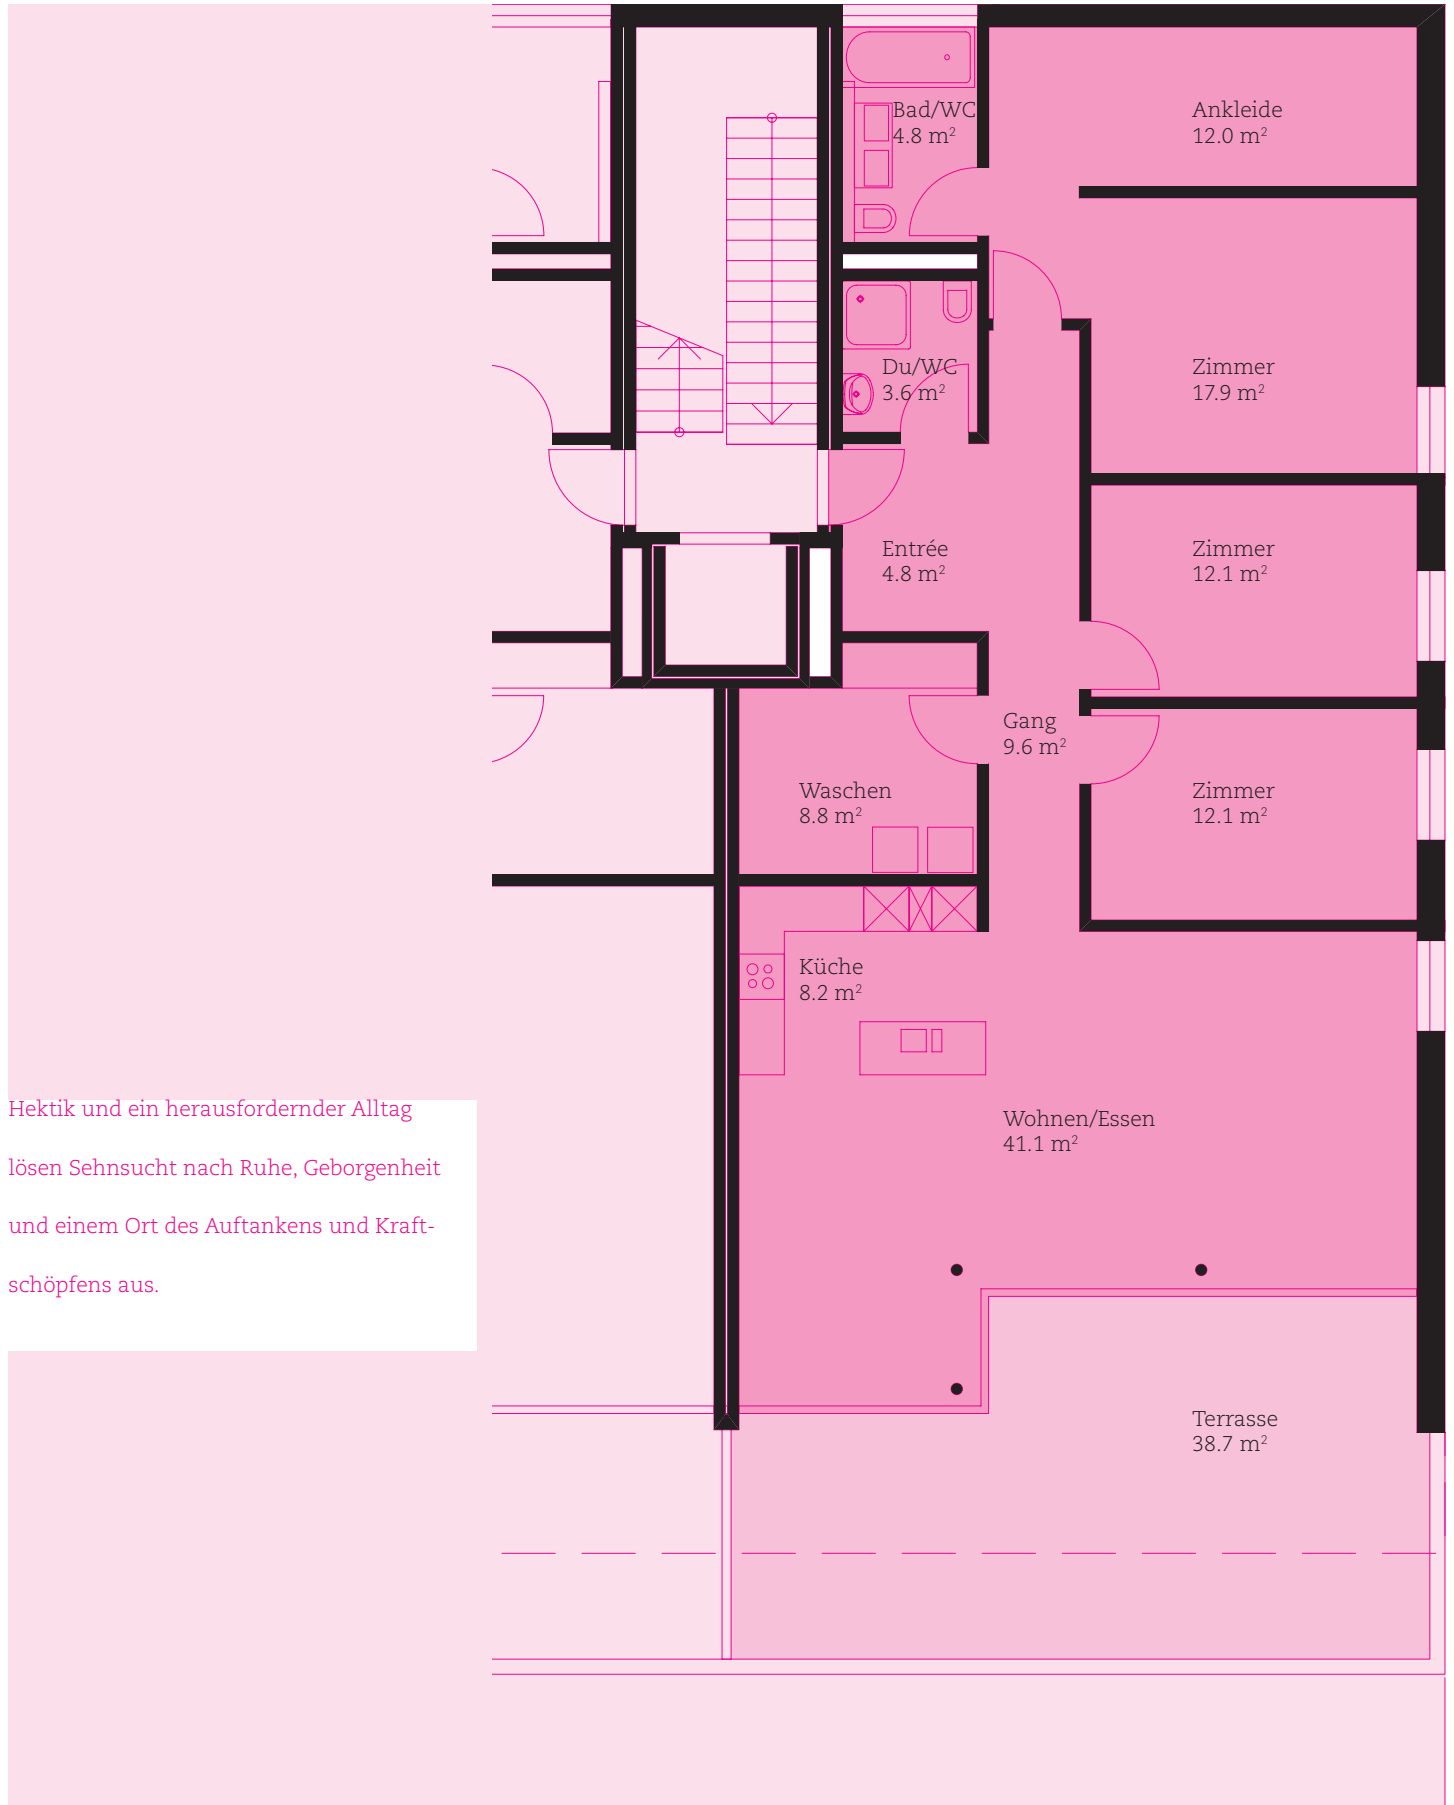 Bad/WC
4.8 m²
Ankleide
12.0 m²
Du/WC
3.6 m²
Zimmer
17.9 m²
Entrée
4.8 m²
Zimmer
12.1 m²
Gang
9.6 m²
Waschen
8.8 m²
Zimmer
12.1 m²
Küche
8.2 m²
Wohnen/Essen
41.1 m²
Terrasse
38.7 m²
Hektik und ein herausfordernder Alltag
lösen Sehnsucht nach Ruhe, Geborgenheit
und einem Ort des Auftankens und Kraft-
schöpfens aus.